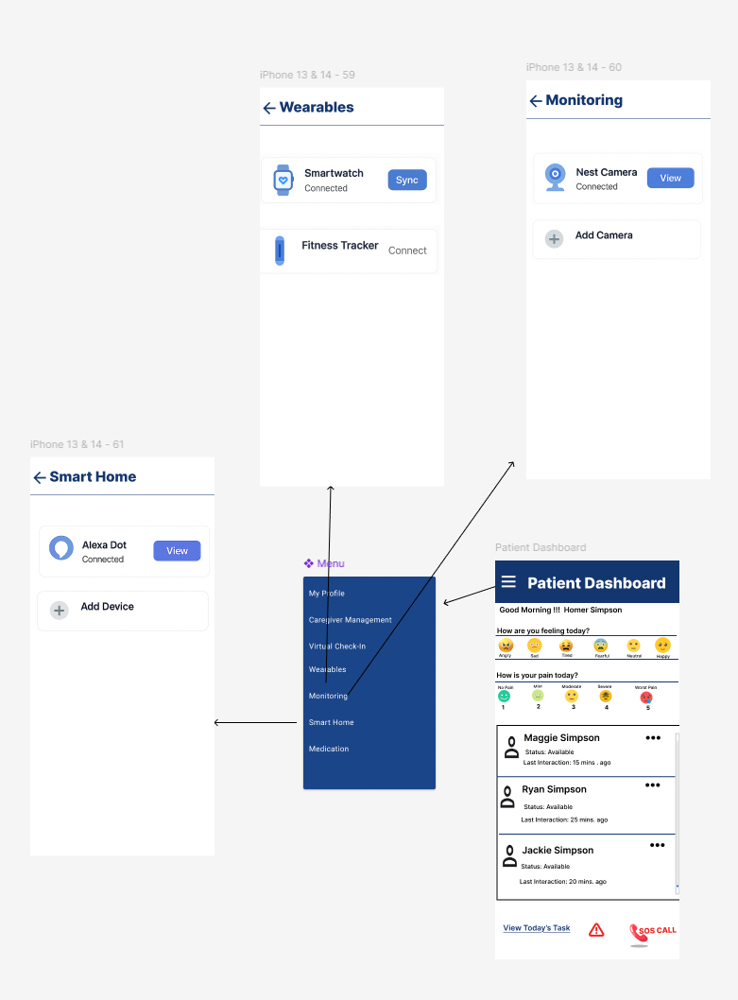 iPhone 13 & 14 - 59
Wearables
Smartwatch
Connected
Sync
Fitness Tracker
Connect
iPhone 13 & 14 - 60
Monitoring
Nest Camera
Connected
View
Add Camera
iPhone 13 & 14 - 61
Smart Home
Alexa Dot
Connected
View
Add Device
Menu
My Profile
Caregiver Management
Virtual Check-In
Wearables
Monitoring
Smart Home
Medication
Patient Dashboard
Patient Dashboard
Good Morning !!! Homer Simpson
How are you feeling today?
Angry Sad Tired Fearful Neutral Happy
How is your pain today?
No Pain Mild Moderate Severe Worst Pain
1 2 3 4 5
Maggie Simpson
Status: Available
Last Interaction: 15 mins . ago
Ryan Simpson
Status: Available
Last Interaction: 25 mins. ago
Jackie Simpson
Status: Available
Last Interaction: 20 mins. ago
View Today's Task
SOS CALL